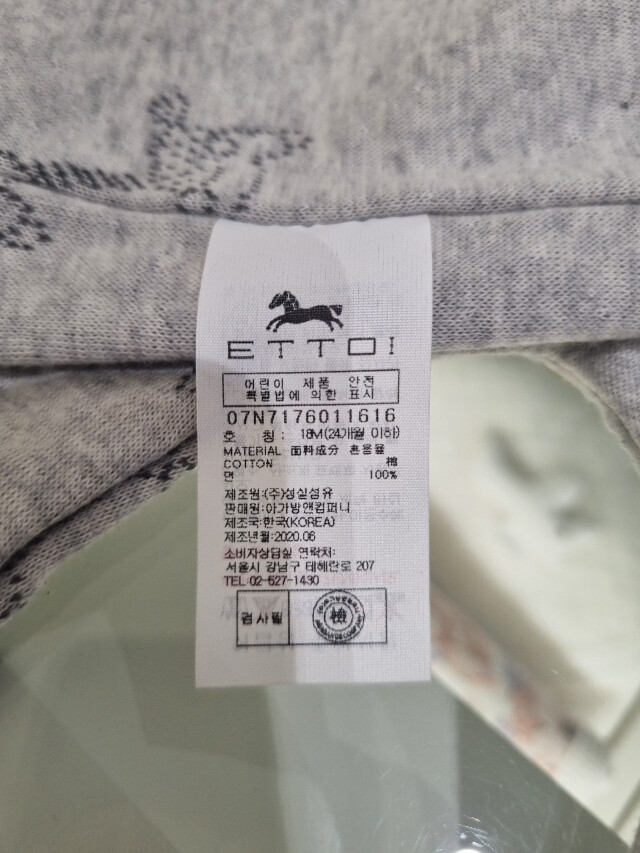 ETTOI
어린이 제품 안전
특별법에 의한 표시
07N7176011616
호 칭 : 18M(24개월 이하)
MATERIAL 面料成分 혼용율
COTTON 棉
면 100%
제조원:(주)성실섬유
판매원:아가방앤컴퍼니
제조국:한국(KOREA)
제조년월:2020.06
소비자상담실 연락처:
서울시 강남구 테헤란로 207
TEL:02-527-1430
검사필
檢